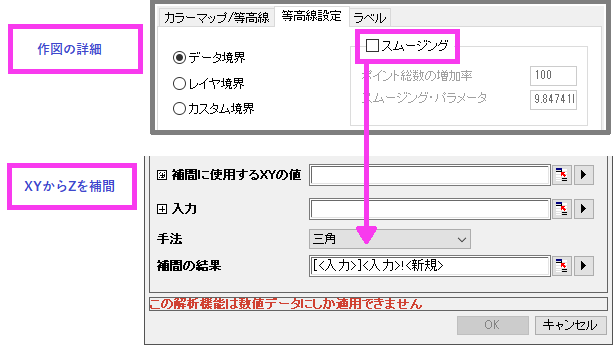 作図の詳細
カラーマップ/等高線 等高線設定 ラベル
データ境界
レイヤ境界
カスタム境界
スムージング
ポイント総数の増加率 100
スムージング・パラメータ 9.84741
XYからZを補間
補間に使用するXYの値
入力
手法 三角
補間の結果 [<入力>]<入力>!<新規>
この解析機能は数値データにしか適用できません
OK キャンセル